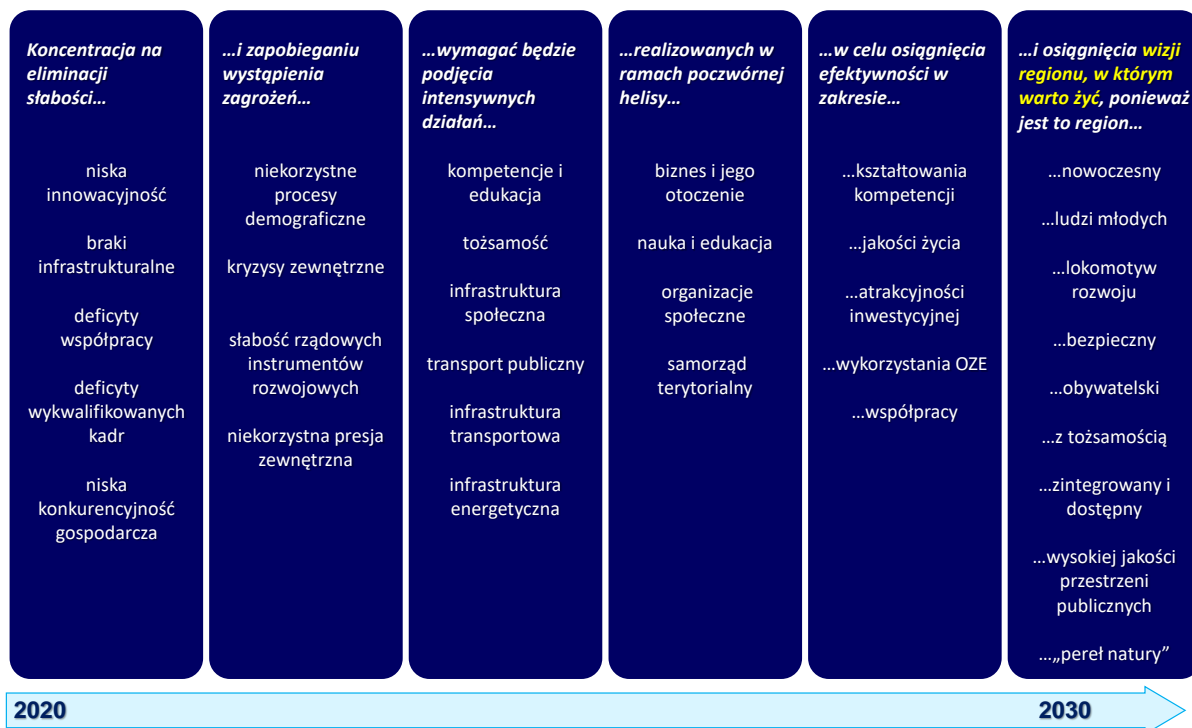 Koncentracja na
eliminacji
słabości…
niska
innowacyjność
braki
infrastrukturalne
deficyty
współpracy
deficyty
wykwalifikowanych
kadr
niska
konkurencyjność
gospodarcza
…i zapobieganiu
wystąpienia
zagrożeń…
niekorzystne
procesy
demograficzne
kryzysy zewnętrzne
słabość rządowych
instrumentów
rozwojowych
niekorzystna presja
zewnętrzna
…wymagać będzie
podjęcia
intensywnych
działań…
kompetencje i
edukacja
tożsamość
infrastruktura
społeczna
transport publiczny
infrastruktura
transportowa
infrastruktura
energetyczna
…realizowanych w
ramach poczwórnej
helisy…
biznes i jego
otoczenie
nauka i edukacja
organizacje
społeczne
samorząd
terytorialny
…w celu osiągnięcia
efektywności w
zakresie…
…kształtowania
kompetencji
…jakości życia
…atrakcyjności
inwestycyjnej
…wykorzystania OZE
…współpracy
…i osiągnięcia wizji
regionu, w którym
warto żyć, ponieważ
jest to region…
…nowoczesny
…ludzi młodych
…lokomotyw
rozwoju
…bezpieczny
…obywatelski
…z tożsamością
…zintegrowany i
dostępny
…wysokiej jakości
przestrzeni
publicznych
…„pereł natury”
2020
2030